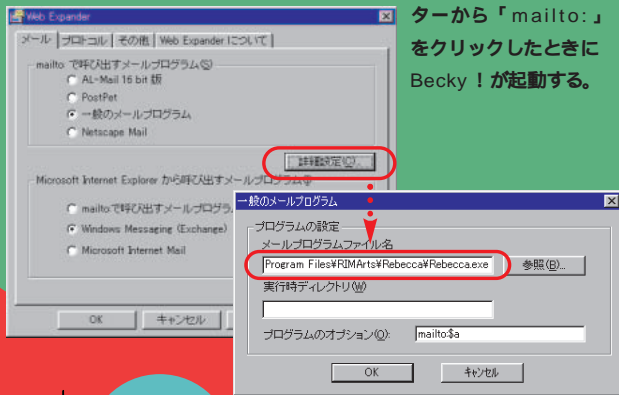 ターから「mailto:」
をクリックしたときに
Becky！が起動する。
Web Expander
メール
プロトコル
その他
Web Expander について
mailto で呼び出すメールプログラム(S)
AL-Mail 16 bit 版
PostPet
一般のメールプログラム
Netscape Mail
詳細設定(C)...
Microsoft Internet Explorer から呼び出すメールプログラム
mailtoで呼び出すメールプログラ
Windows Messaging (Exchange)
Microsoft Internet Mail
OK
キャンセル
一般のメールプログラム
プログラムの設定
メールプログラムファイル名
Program Files¥RIMArts¥Rebecca¥Rebecca.exe
参照(B)...
実行時ディレクトリ(W)
プログラムのオプション(O):
mailto:$a
OK
キャンセル